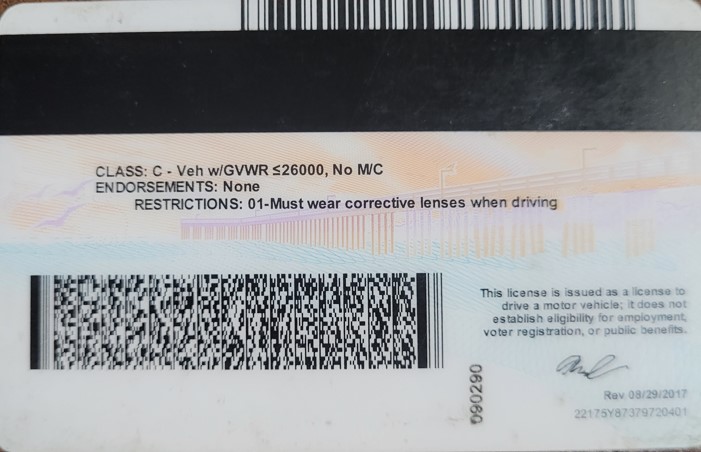 CLASS: C - Veh w/GVWR ≤26000, No M/C
ENDORSEMENTS: None
RESTRICTIONS: 01-Must wear corrective lenses when driving
This license is issued as a license to
drive a motor vehicle; it does not
establish eligibility for employment,
voter registration, or public benefits.
090290
Rev 08/29/2017
22175Y87379720401